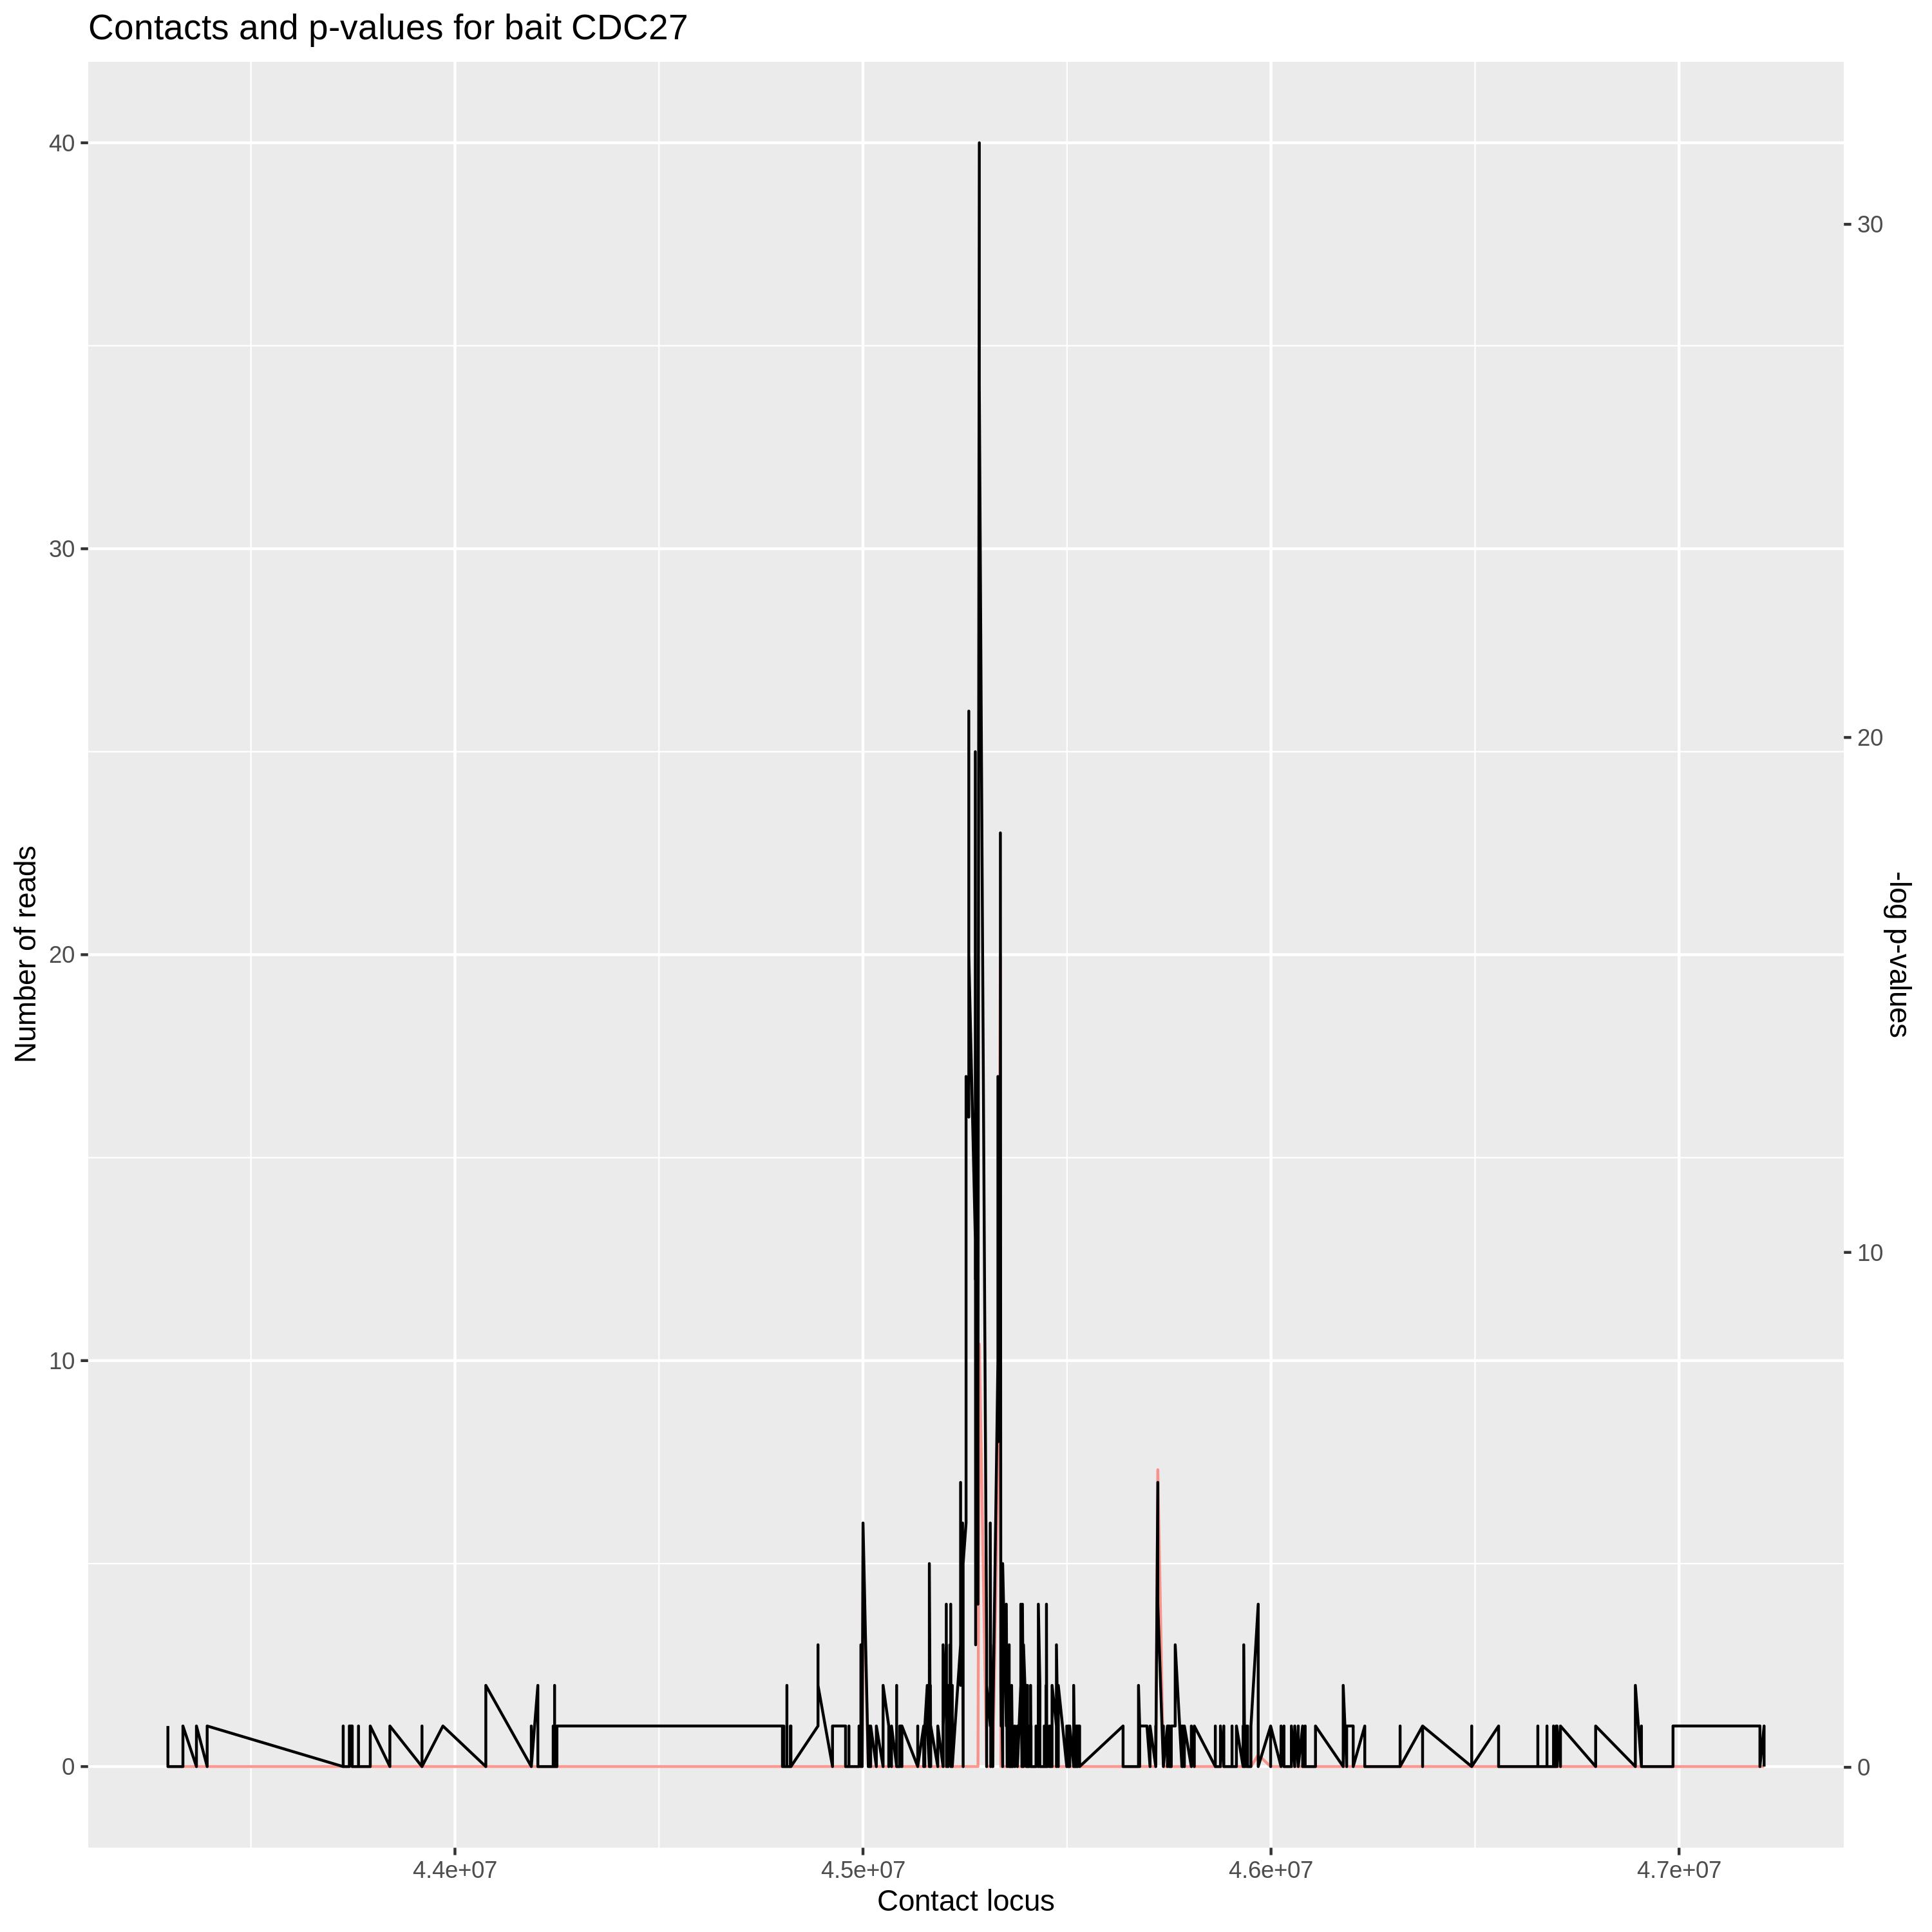 Contacts and p-values for bait CDC27
40
30
20
10
0
Number of reads
30
20
10
0
-log p-values
4.4e+07
4.5e+07
4.6e+07
4.7e+07
Contact locus